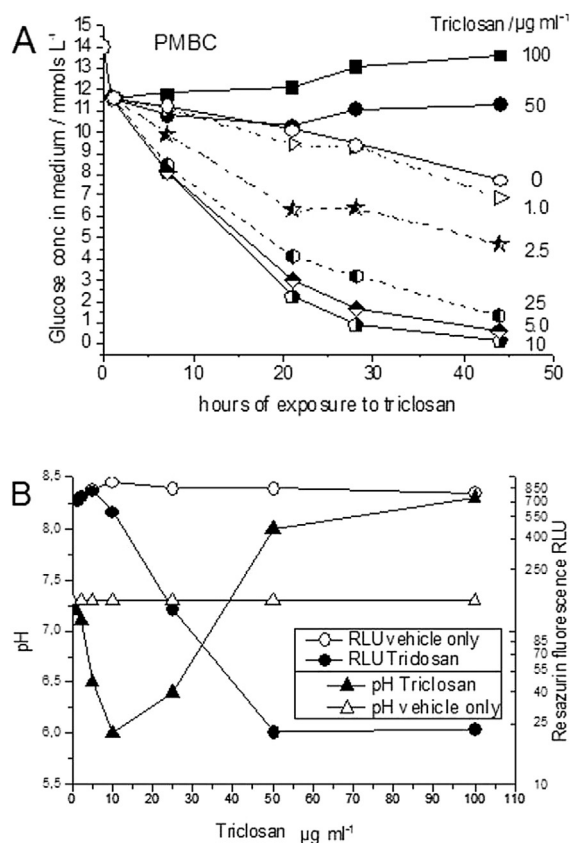 A
PMBC
Triclosan /µg ml⁻¹
Glucose conc in medium / mmols L⁻¹
15
14
13
12
11
10
9
8
7
6
5
4
3
2
1
0
100
50
0
1.0
2.5
25
5.0
10
0 10 20 30 40 50
hours of exposure to triclosan
B
pH
8,5
8,0
7,5
7,0
6,5
6,0
5,5
850
700
550
400
250
85
70
55
40
25
10
Resazurin fluorescence RLU
RLU vehicle only
RLU Tridosan
pH Triclosan
pH vehicle only
0 10 20 30 40 50 60 70 80 90 100 110
Triclosan µg ml⁻¹